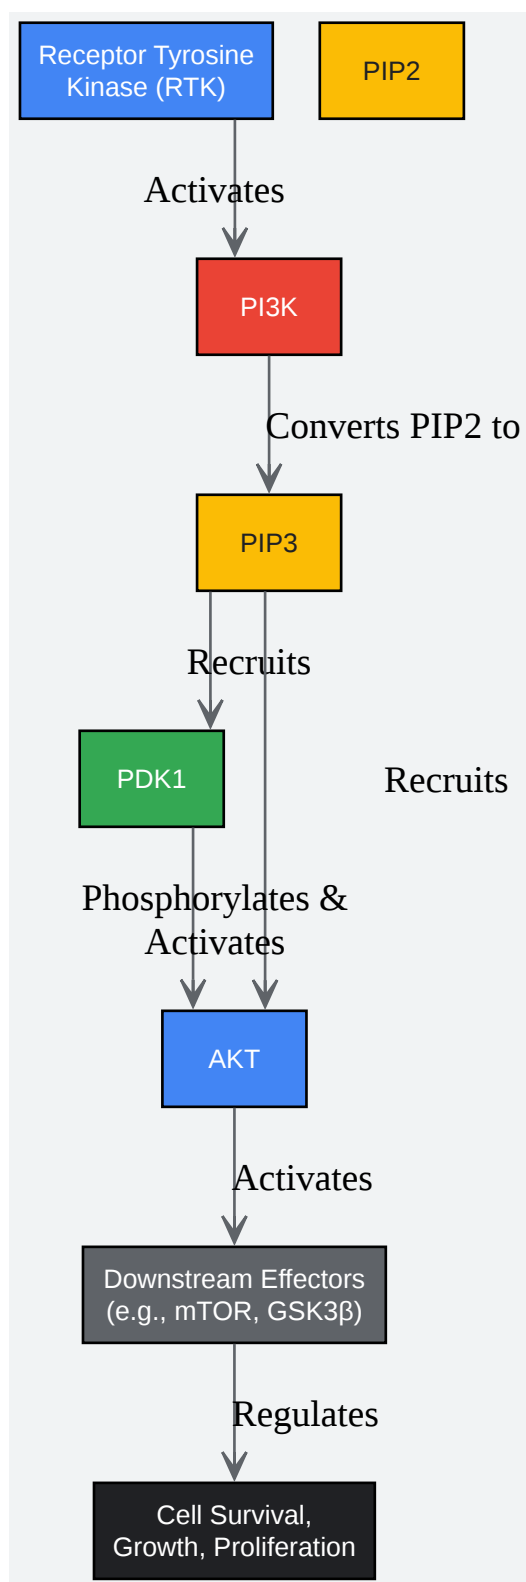 Receptor Tyrosine
Kinase (RTK)
PIP2
Activates
PI3K
Converts PIP2 to
PIP3
Recruits
PDK1
Recruits
Phosphorylates &
Activates
AKT
Activates
Downstream Effectors
(e.g., mTOR, GSK3β)
Regulates
Cell Survival,
Growth, Proliferation